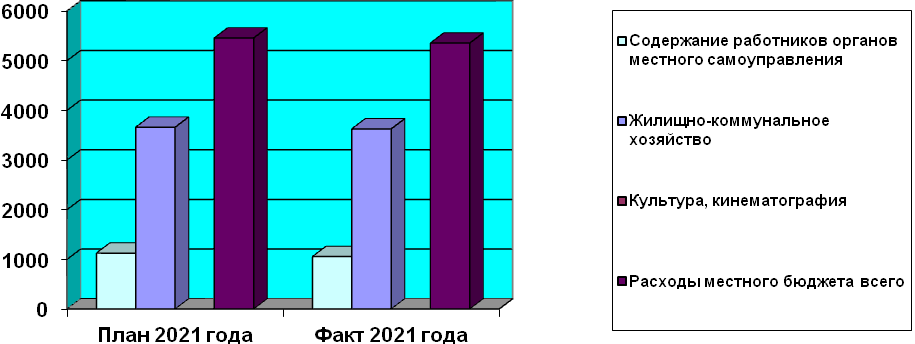 6000
5000
4000
3000
2000
1000
0
План 2021 года
Факт 2021 года
Содержание работников органов
местного самоуправления
Жилищно-коммунальное
хозяйство
Культура, кинематография
Расходы местного бюджета всего